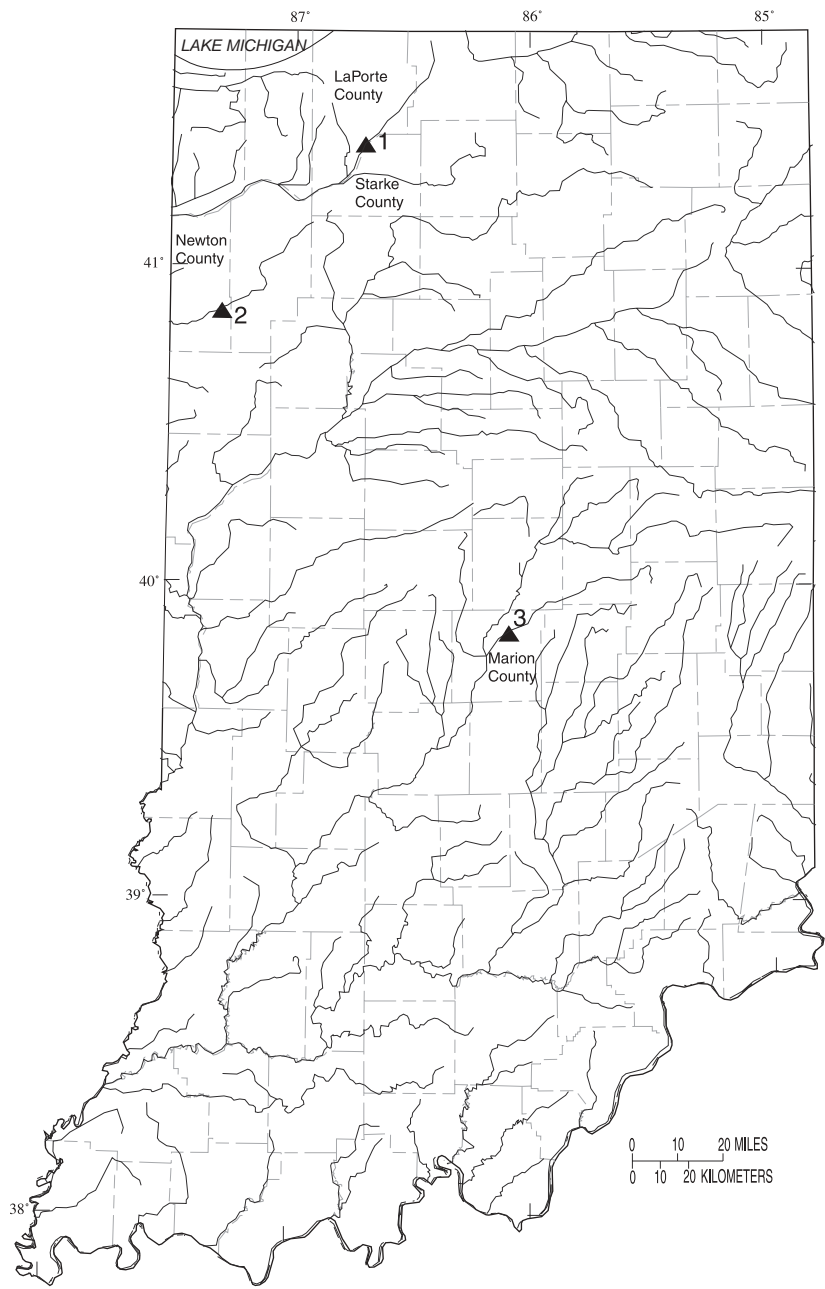 87˚
86˚
85˚
LAKE MICHIGAN
LaPorte
County
1
Starke
County
Newton
County
41˚
2
40˚
3
Marion
County
39˚
0 10 20 MILES
0 10 20 KILOMETERS
38˚